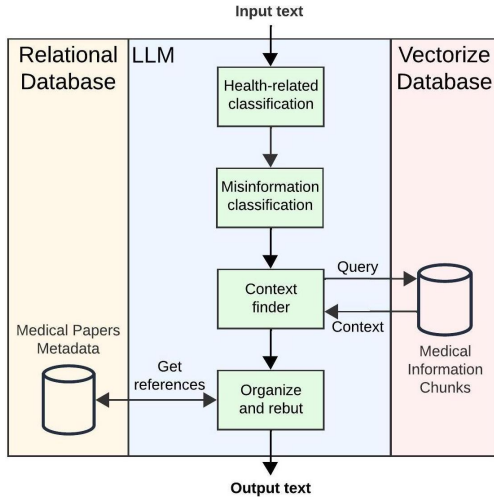 Input text
Relational
Database
LLM
Vectorize
Database
Health-related
classification
Misinformation
classification
Context
finder
Query
Context
Medical
Information
Chunks
Medical Papers
Metadata
Get
references
Organize
and rebut
Output text